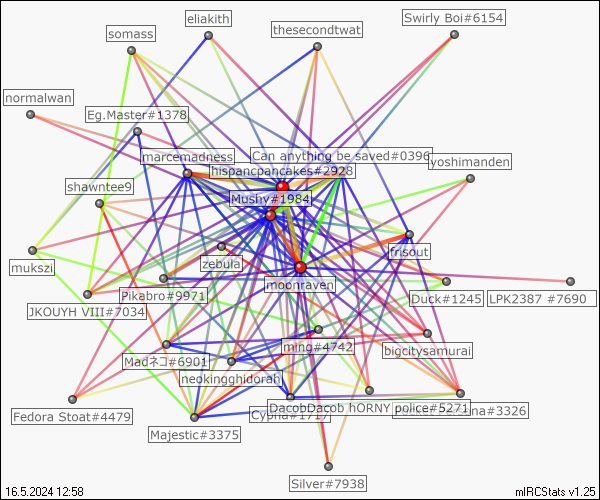 eliakith
Swirly Boi#6154
somass
thesecondtwat
normalwan
Eg.Master#1378
marcemadness
Can anything be saved#0396
hispancpancakes#2928
yoshimanden
shawntee9
Mushy#1984
frisout
zebula
mukszi
moonraven
Pikabro#9971
Duck#1245
LPK2387 #7690
JKOUYH VIII#7034
ming#4742
bigcitysamurai
Madネコ#6901
neokingghidorah
DacobDacob hORNY police#5271
#3326
Fedora Stoat#4479
Cypha#1717
Majestic#3375
Silver#7938
16.5.2024 12:58
mIRCStats v1.25